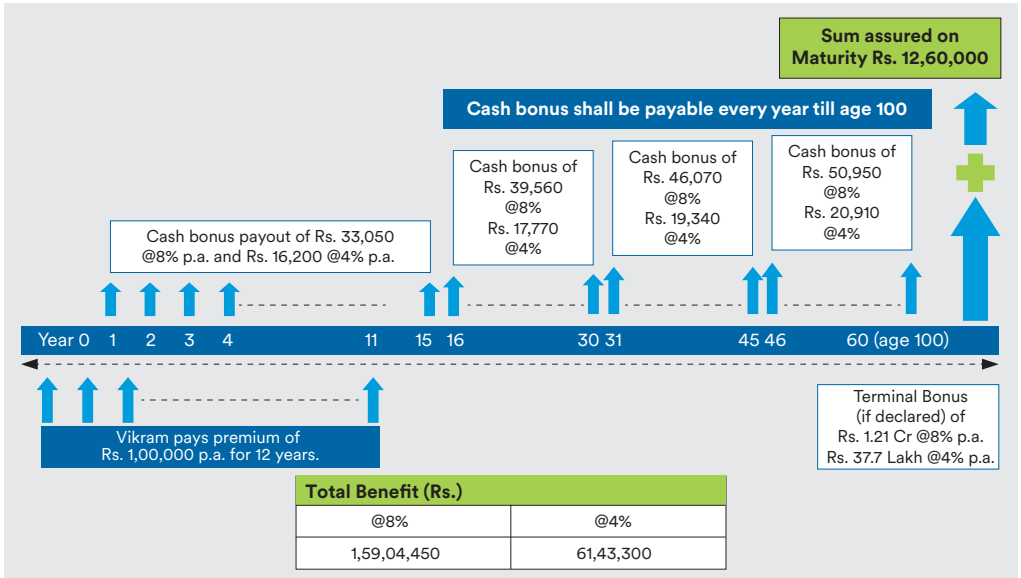 Sum assured on
Maturity Rs. 12,60,000
Cash bonus shall be payable every year till age 100
Cash bonus payout of Rs. 33,050
@8% p.a. and Rs. 16,200 @4% p.a.
Cash bonus of
Rs. 39,560
@8%
Rs. 17,770
@4%
Cash bonus of
Rs. 46,070
@8%
Rs. 19,340
@4%
Cash bonus of
Rs. 50,950
@8%
Rs. 20,910
@4%
Year 0 1 2 3 4 11 15 16 30 31 45 46 60 (age 100)
Vikram pays premium of
Rs. 1,00,000 p.a. for 12 years.
Terminal Bonus
(if declared) of
Rs. 1.21 Cr @8% p.a.
Rs. 37.7 Lakh @4% p.a.
Total Benefit (Rs.)
@8% @4%
1,59,04,450 61,43,300